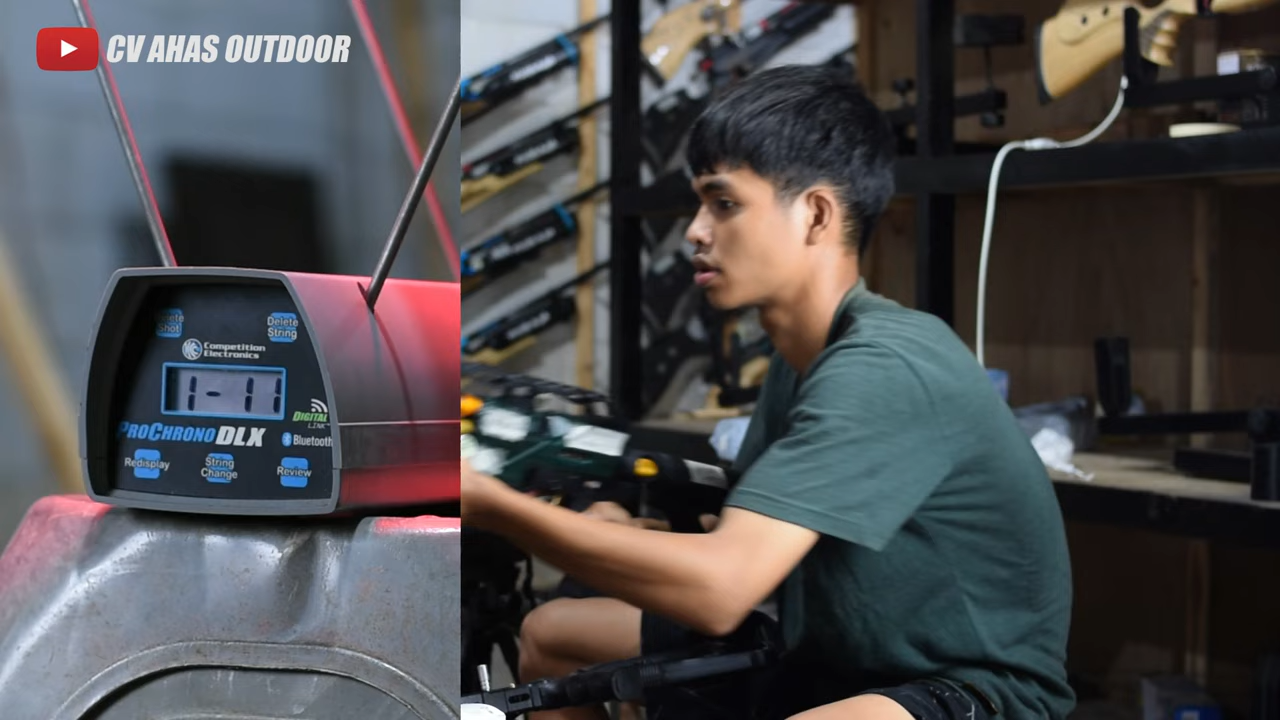 CV AHAS OUTDOOR
Delete
Shot
Delete
String
Competition
Electronics
1- 11
DIGITAL
LINK
PROCHRONO DLX
Bluetooth
Redisplay
String
Change
Review